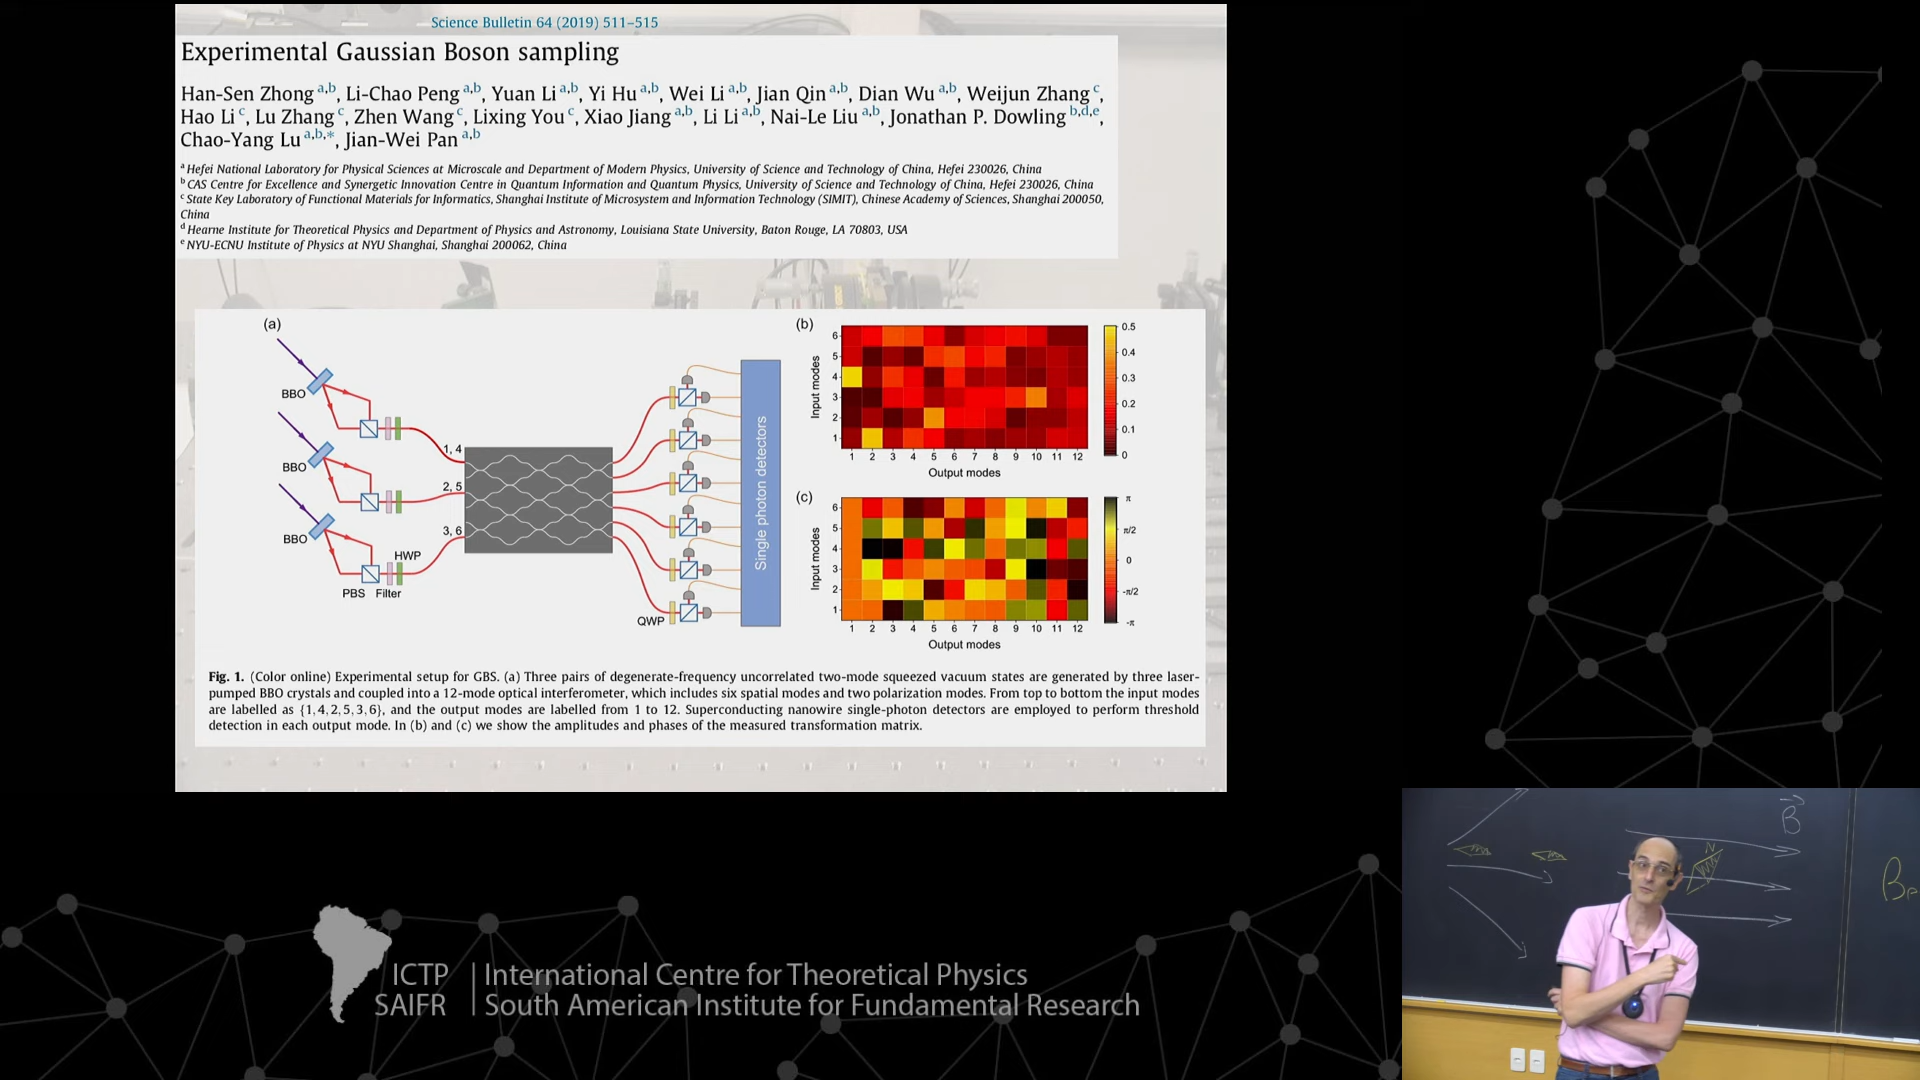 Science Bulletin 64 (2019) 511–515
Experimental Gaussian Boson sampling
Han-Sen Zhong a,b, Li-Chao Peng a,b, Yuan Li a,b, Yi Hu a,b, Wei Li a,b, Jian Qin a,b, Dian Wu a,b, Weijun Zhang c,
Hao Li c, Lu Zhang c, Zhen Wang c, Lixing You c, Xiao Jiang a,b, Li Li a,b, Nai-Le Liu a,b, Jonathan P. Dowling b,d,e,
Chao-Yang Lu a,b,*, Jian-Wei Pan a,b
a Hefei National Laboratory for Physical Sciences at Microscale and Department of Modern Physics, University of Science and Technology of China, Hefei 230026, China
b CAS Centre for Excellence and Synergetic Innovation Centre in Quantum Information and Quantum Physics, University of Science and Technology of China, Hefei 230026, China
c State Key Laboratory of Functional Materials for Informatics, Shanghai Institute of Microsystem and Information Technology (SIMIT), Chinese Academy of Sciences, Shanghai 200050,
China
d Hearne Institute for Theoretical Physics and Department of Physics and Astronomy, Louisiana State University, Baton Rouge, LA 70803, USA
e NYU-ECNU Institute of Physics at NYU Shanghai, Shanghai 200062, China
(a)
BBO
BBO
BBO
1, 4
2, 5
3, 6
HWP
PBS Filter
QWP
Single photon detectors
(b)
Input modes
6
5
4
3
2
1
1 2 3 4 5 6 7 8 9 10 11 12
Output modes
0.5
0.4
0.3
0.2
0.1
0
(c)
Input modes
6
5
4
3
2
1
1 2 3 4 5 6 7 8 9 10 11 12
Output modes
π
π/2
0
-π/2
-π
Fig. 1. (Color online) Experimental setup for GBS. (a) Three pairs of degenerate-frequency uncorrelated two-mode squeezed vacuum states are generated by three laser-
pumped BBO crystals and coupled into a 12-mode optical interferometer, which includes six spatial modes and two polarization modes. From top to bottom the input modes
are labelled as {1, 4, 2, 5, 3, 6}, and the output modes are labelled from 1 to 12. Superconducting nanowire single-photon detectors are employed to perform threshold
detection in each output mode. In (b) and (c) we show the amplitudes and phases of the measured transformation matrix.
B
N
ICTP
SAIFR
International Centre for Theoretical Physics
South American Institute for Fundamental Research